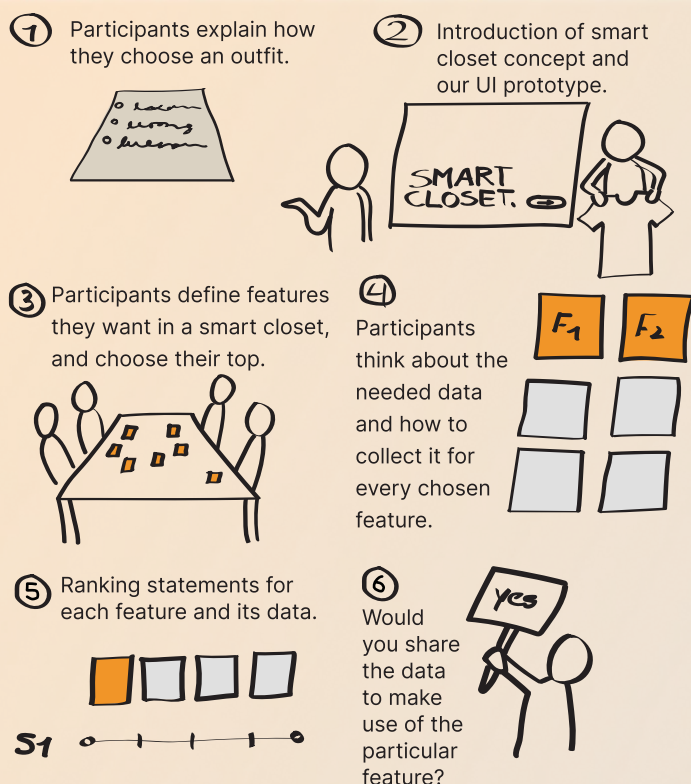 1
Participants explain how
they choose an outfit.
2
Introduction of smart
closet concept and
our UI prototype.
SMART
CLOSET.
3
Participants define features
they want in a smart closet,
and choose their top.
4
Participants
think about the
needed data
and how to
collect it for
every chosen
feature.
F1 F2
5
Ranking statements for
each feature and its data.
S1
6
Would
you share
the data
to make
use of the
particular
feature?
yes